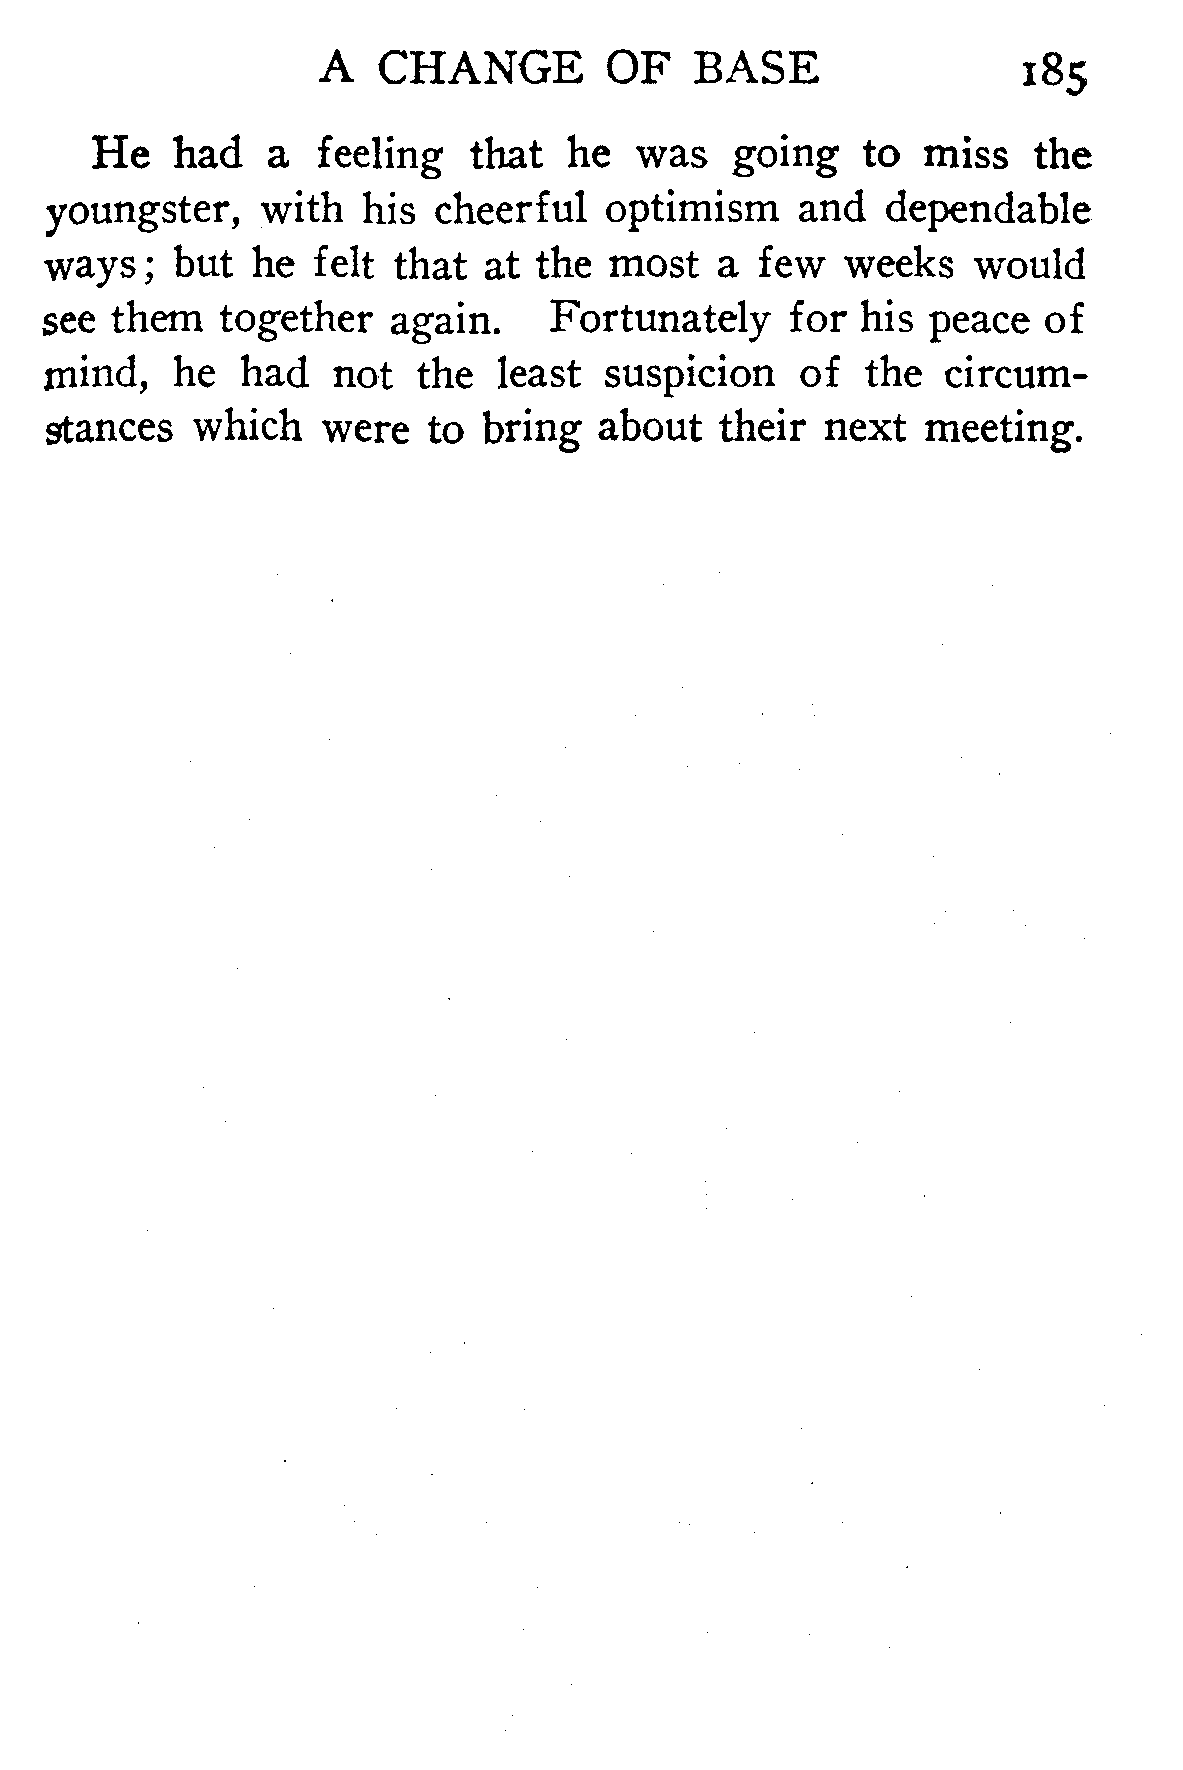 A CHANGE OF BASE 185
He had a feeling that he was going to miss the
youngster, with his cheerful optimism and dependable
ways; but he felt that at the most a few weeks would
see them together again. Fortunately for his peace of
mind, he had not the least suspicion of the circum-
stances which were to bring about their next meeting.